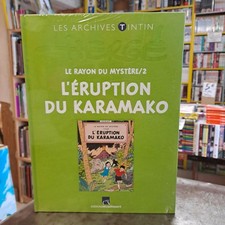 LES ARCHIVES TINTIN
LE RAYON DU MYSTÈRE/2
L'ÉRUPTION
DU KARAMAKO
L'ÉRUPTION DU KARAMAKO